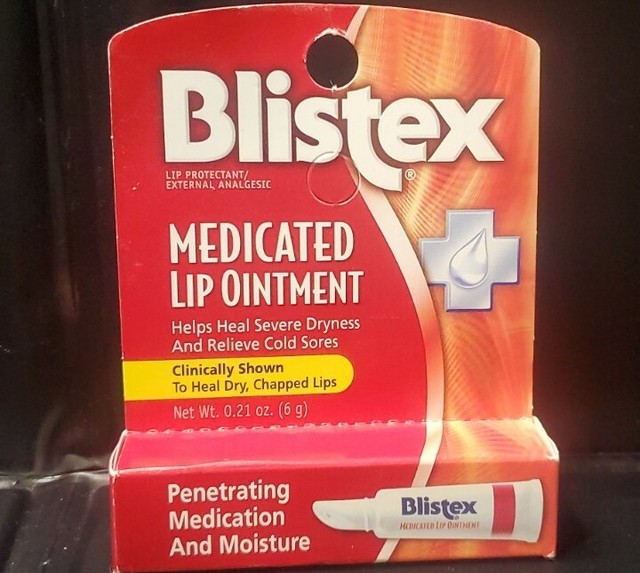 Blistex®
LIP PROTECTANT/
EXTERNAL ANALGESIC
MEDICATED
LIP OINTMENT
Helps Heal Severe Dryness
And Relieve Cold Sores
Clinically Shown
To Heal Dry, Chapped Lips
Net Wt. 0.21 oz. (6 g)
Penetrating
Medication
And Moisture
Blistex
MEDICATED LIP OINTMENT